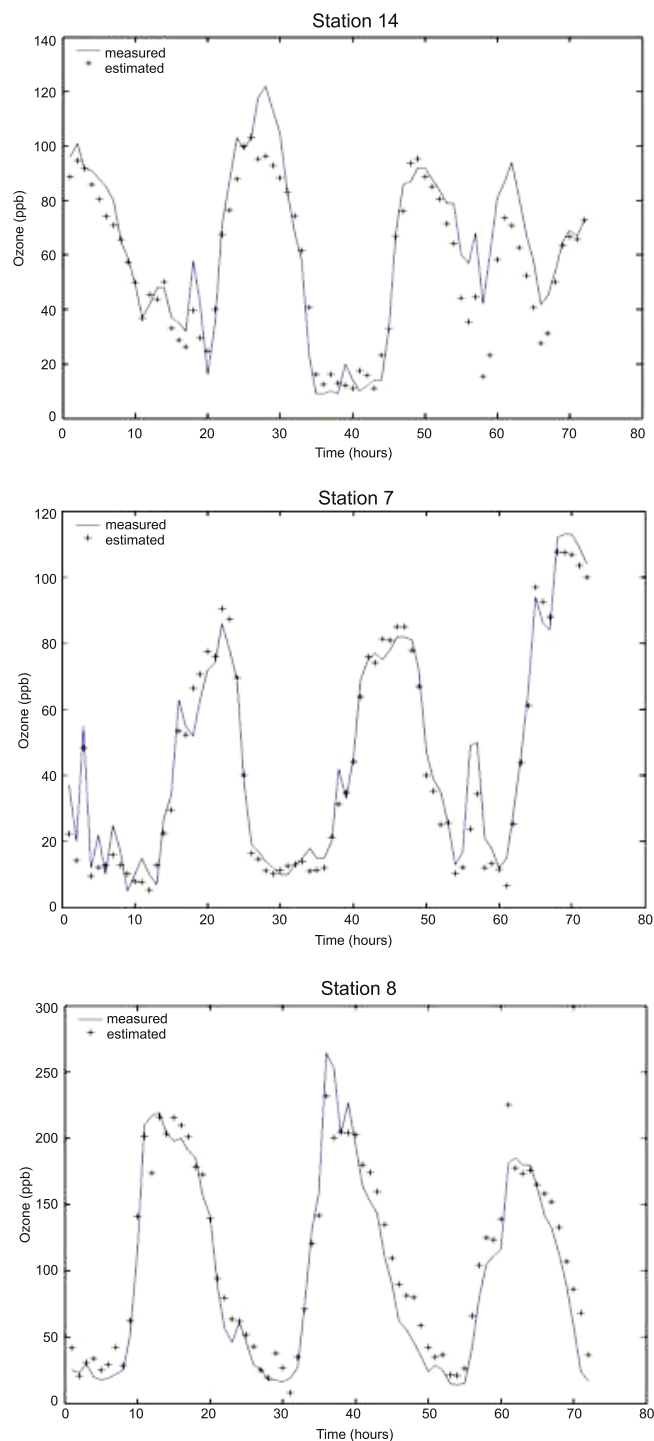 Station 14
140
measured
estimated
120
100
80
60
40
20
0
Ozone (ppb)
0 10 20 30 40 50 60 70 80
Time (hours)
Station 7
120
measured
estimated
100
80
60
40
20
0
Ozone (ppb)
0 10 20 30 40 50 60 70 80
Time (hours)
Station 8
300
measured
estimated
250
200
150
100
50
0
Ozone (ppb)
0 10 20 30 40 50 60 70 80
Time (hours)